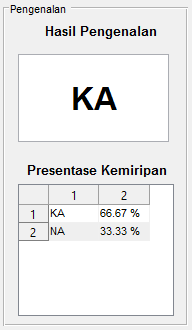 Pengenalan
Hasil Pengenalan
KA
Presentase Kemiripan
1 2
1 KA 66.67 %
2 NA 33.33 %